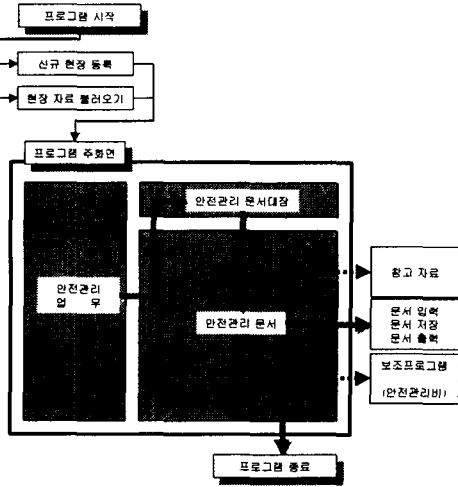 프로그램 시작
신규 현장 등록
현장 자료 불러오기
프로그램 주화면
안전관리 문서대장
안전관리
업 무
안전관리 문서
참고 자료
문서 입력
문서 저장
문서 출력
보조프로그램
(안전관리비)
프로그램 종료